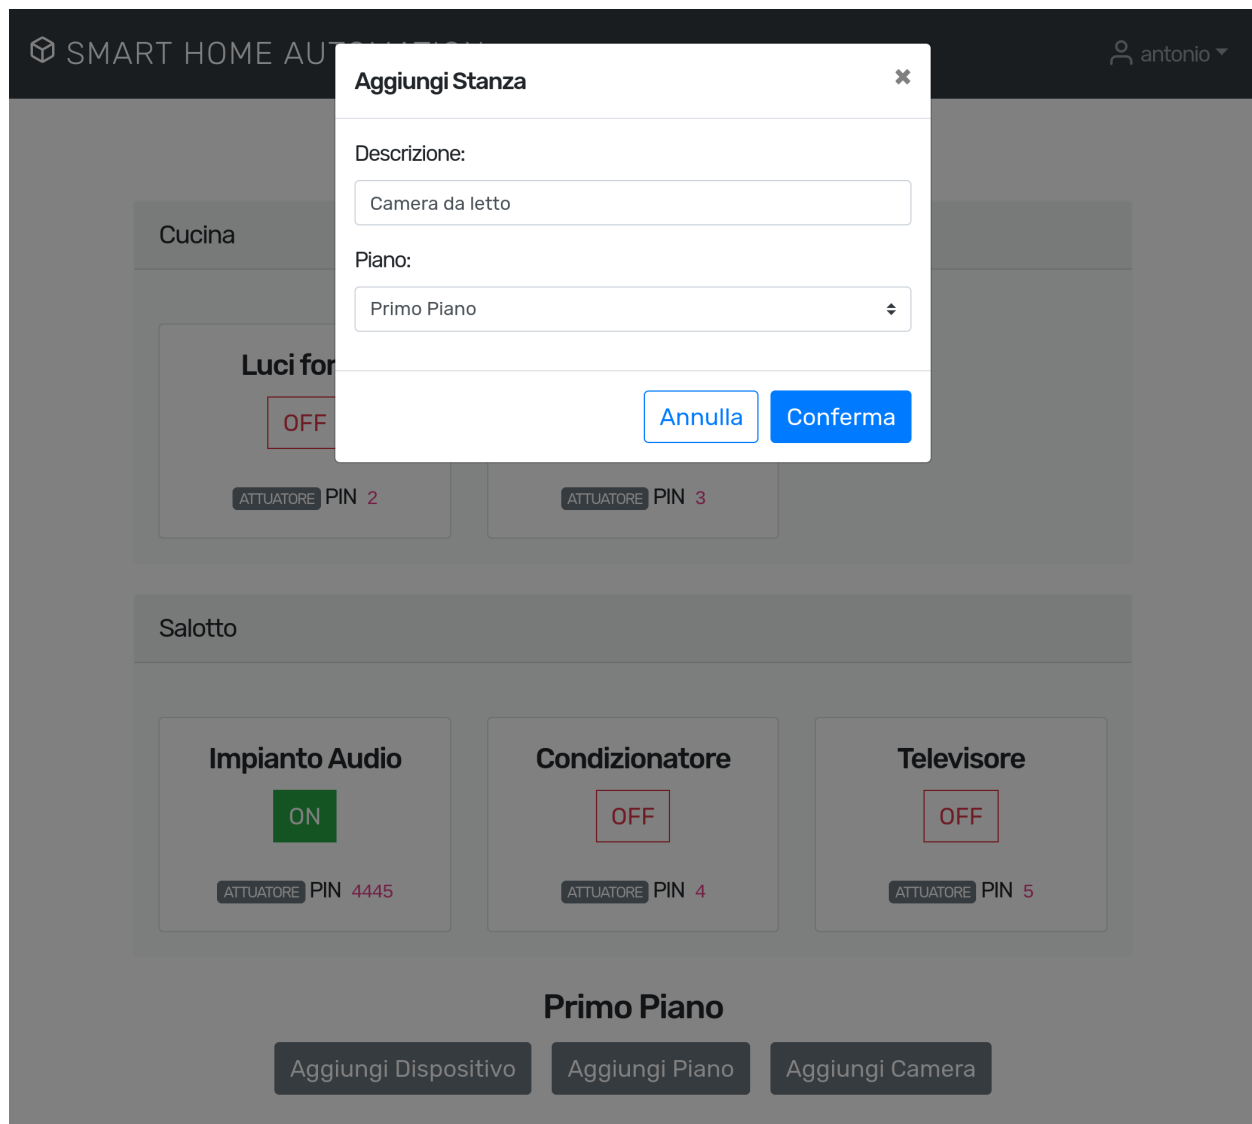 SMART HOME AUTOMATION
antonio
Aggiungi Stanza
Descrizione:
Camera da letto
Piano:
Primo Piano
Annulla Conferma
Cucina
OFF
ATTUATORE PIN 2
ATTUATORE PIN 3
Luci
Salotto
Impianto Audio
ON
ATTUATORE PIN 4445
Condizionatore
OFF
ATTUATORE PIN 4
Televisore
OFF
ATTUATORE PIN 5
Primo Piano
Aggiungi Dispositivo Aggiungi Piano Aggiungi Camera